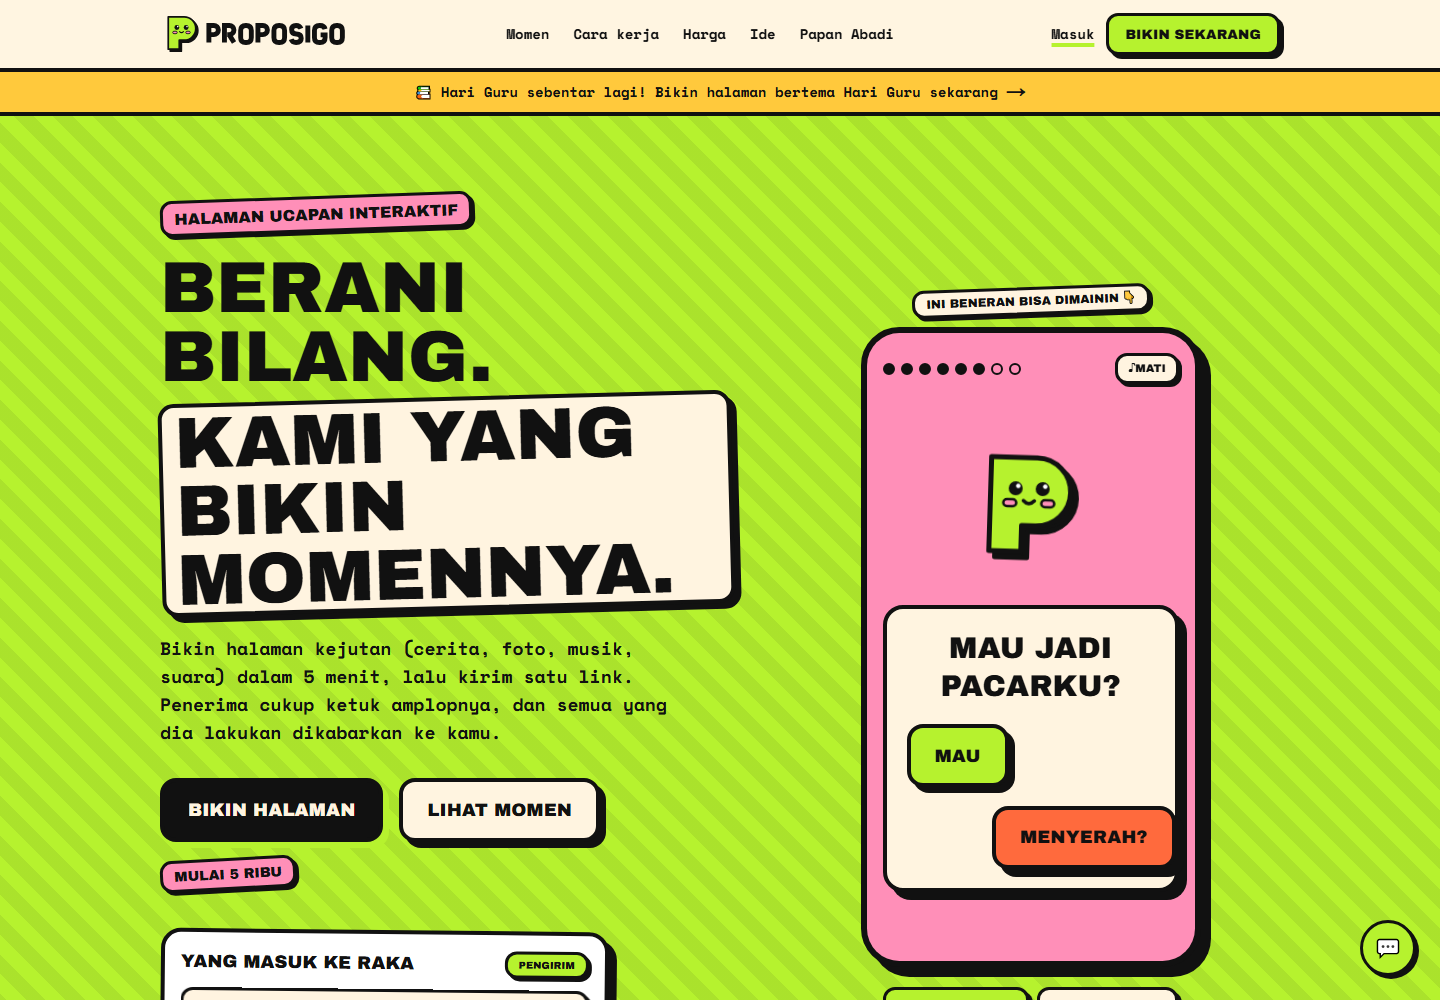 PROPOSIGO
Momen Cara kerja Harga Ide Papan Abadi
Masuk
BIKIN SEKARANG
Hari Guru sebentar lagi! Bikin halaman bertema Hari Guru sekarang →
HALAMAN UCAPAN INTERAKTIF
BERANI
BILANG.
KAMI YANG
BIKIN
MOMENNYA.
Bikin halaman kejutan (cerita, foto, musik,
suara) dalam 5 menit, lalu kirim satu link.
Penerima cukup ketuk amplopnya, dan semua yang
dia lakukan dikabarkan ke kamu.
BIKIN HALAMAN
LIHAT MOMEN
MULAI 5 RIBU
YANG MASUK KE RAKA
PENGIRIM
INI BENERAN BISA DIMAININ
♪MATI
MAU JADI
PACARKU?
MAU
MENYERAH?